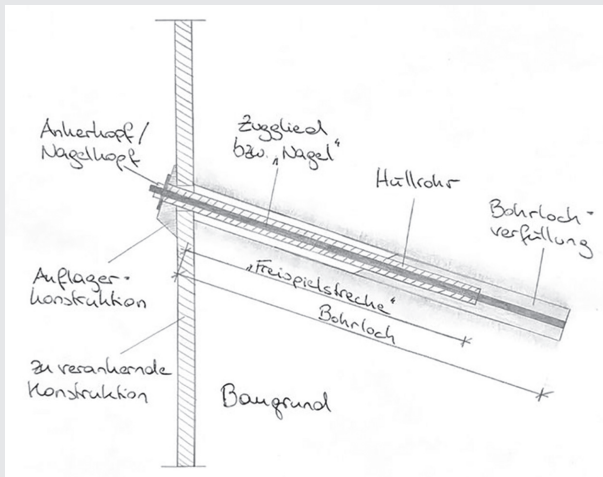 Ankerkopf/
Nagelkopf
Zugglied
bzw. „Nagel“
Hüllrohr
Bohrloch-
verfüllung
Auflager-
konstruktion
„Freispielstrecke“
Bohrloch
Zu verankernde
Konstruktion
Baugrund